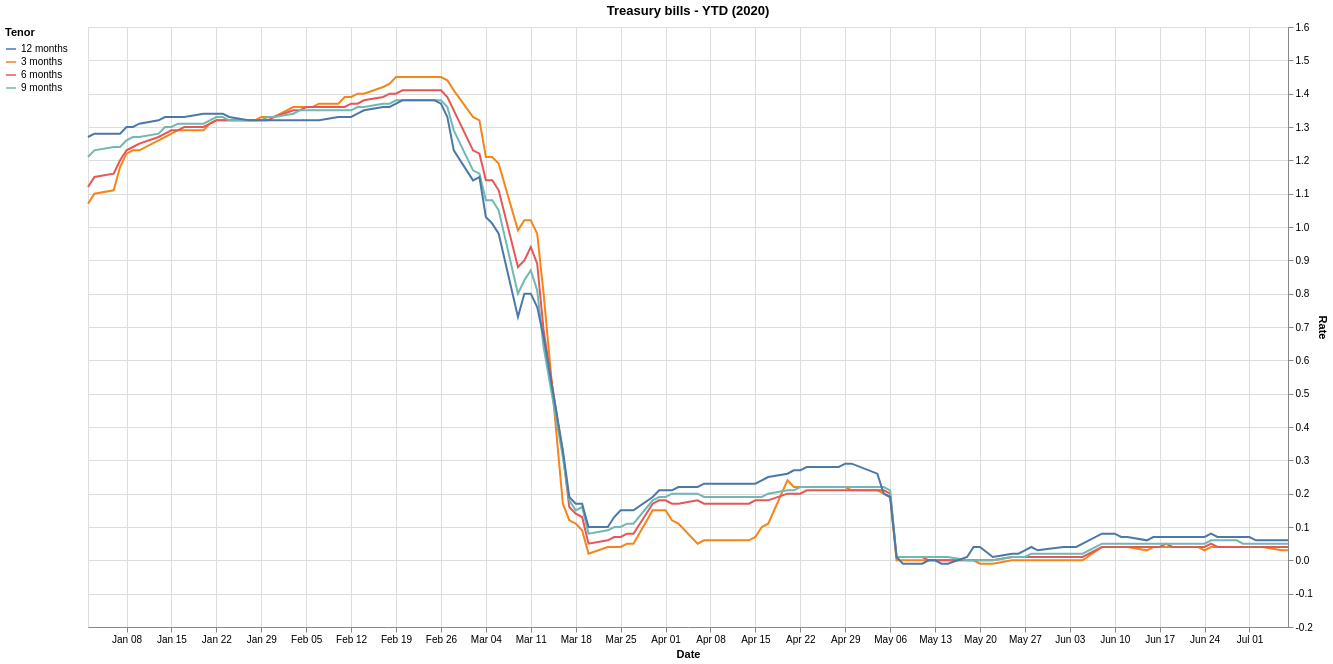 Treasury bills - YTD (2020)
Tenor
12 months
3 months
6 months
9 months
1.6
1.5
1.4
1.3
1.2
1.1
1.0
0.9
0.8
0.7
0.6
0.5
0.4
0.3
0.2
0.1
0.0
-0.1
-0.2
Rate
Jan 08 Jan 15 Jan 22 Jan 29 Feb 05 Feb 12 Feb 19 Feb 26 Mar 04 Mar 11 Mar 18 Mar 25 Apr 01 Apr 08 Apr 15 Apr 22 Apr 29 May 06 May 13 May 20 May 27 Jun 03 Jun 10 Jun 17 Jun 24 Jul 01
Date